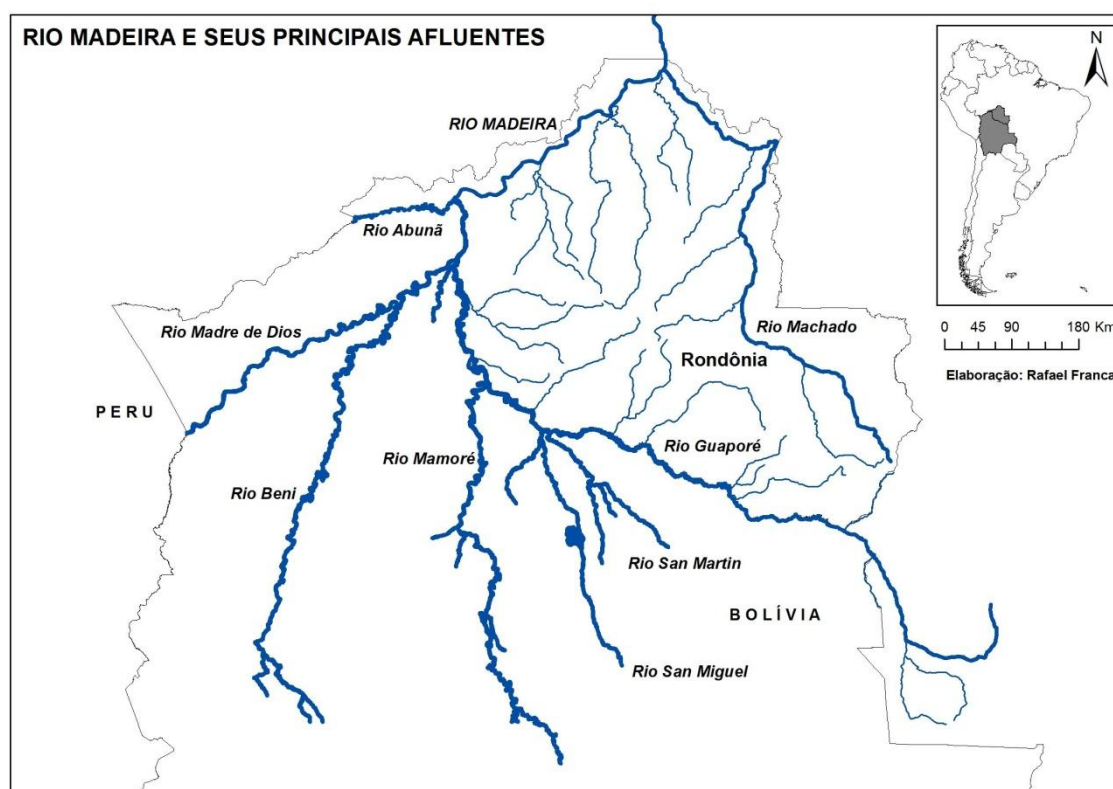 RIO MADEIRA E SEUS PRINCIPAIS AFLUENTES
N
RIO MADEIRA
Rio Abunã
Rio Madre de Dios
Rio Machado
0 45 90 180 Km
Rondônia
Elaboração: Rafael Franca
PERU
Rio Guaporé
Rio Mamoré
Rio Beni
Rio San Martin
BOLÍVIA
Rio San Miguel